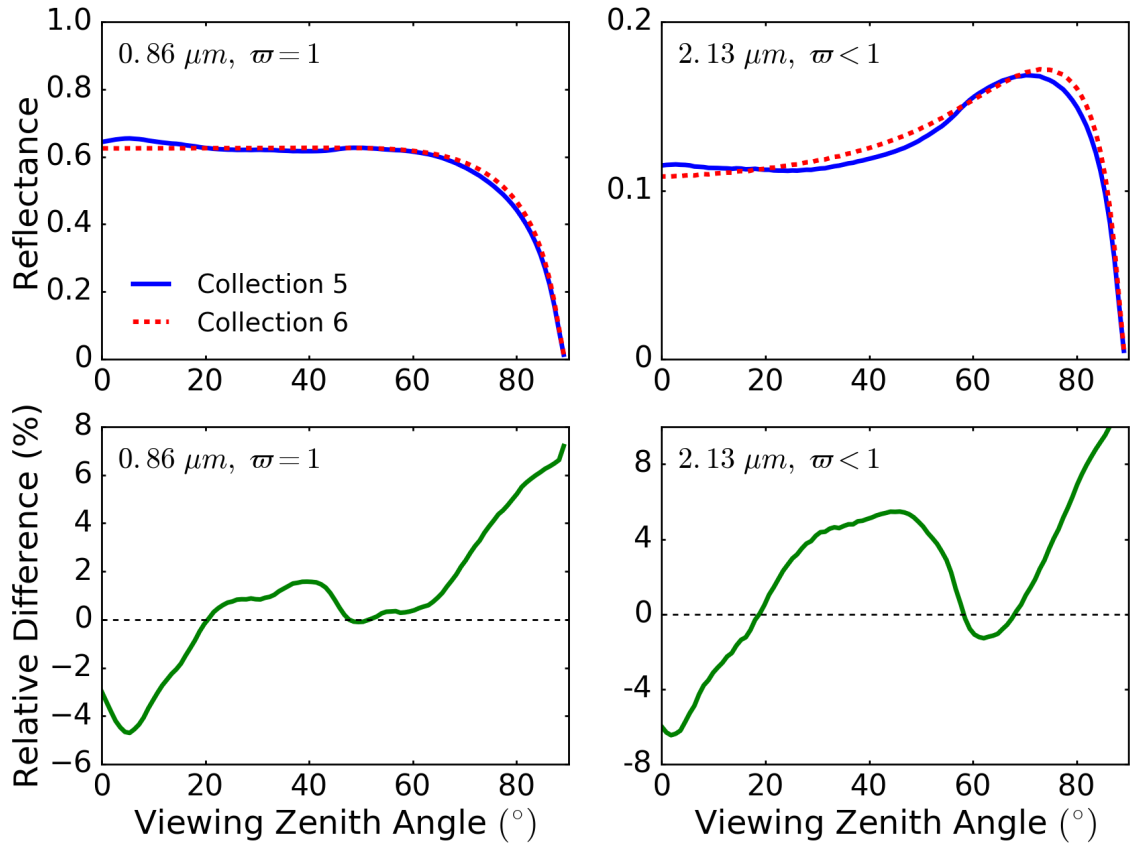 Reflectance
1.0
0.8
0.6
0.4
0.2
0
0.86 μm, ϖ = 1
Collection 5
Collection 6
0 20 40 60 80
0.2
0.1
0
2.13 μm, ϖ < 1
0 20 40 60 80
Relative Difference (%)
8
6
4
2
0
−2
−4
−6
0.86 μm, ϖ = 1
0 20 40 60 80
Viewing Zenith Angle (°)
8
4
0
-4
-8
2.13 μm, ϖ < 1
0 20 40 60 80
Viewing Zenith Angle (°)